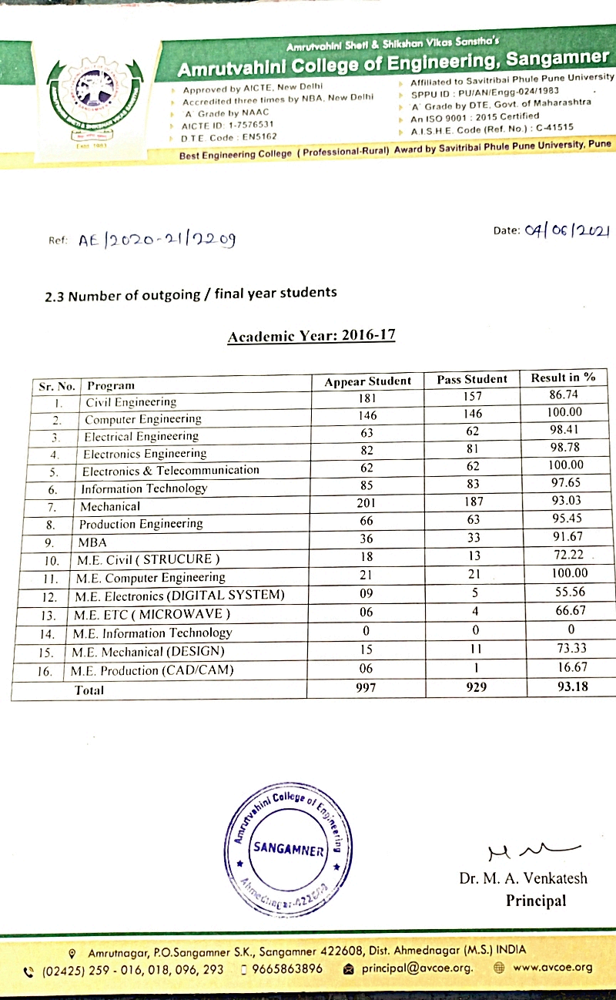 Amrutvahini Sheti & Shikshan Vikas Sanstha's
Amrutvahini College of Engineering, Sangamner
Approved by AICTE, New Delhi
Accredited three times by NBA, New Delhi
'A' Grade by NAAC
AICTE ID: 1-7576531
D.T.E. Code : EN5162
Affiliated to Savitribai Phule Pune University
SPPU ID : PU/AN/Engg-024/1983
'A' Grade by DTE, Govt. of Maharashtra
An ISO 9001 : 2015 Certified
A.I.S.H.E. Code (Ref. No.) : C-41515
Best Engineering College ( Professional-Rural) Award by Savitribai Phule Pune University, Pune
Estd. 1983
Ref: AE/2020-21/2209 Date: 04/06/2021
2.3 Number of outgoing / final year students
Academic Year: 2016-17
Sr. No. Program Appear Student Pass Student Result in %
1. Civil Engineering 181 157 86.74
2. Computer Engineering 146 146 100.00
3. Electrical Engineering 63 62 98.41
4. Electronics Engineering 82 81 98.78
5. Electronics & Telecommunication 62 62 100.00
6. Information Technology 85 83 97.65
7. Mechanical 201 187 93.03
8. Production Engineering 66 63 95.45
9. MBA 36 33 91.67
10. M.E. Civil ( STRUCURE ) 18 13 72.22
11. M.E. Computer Engineering 21 21 100.00
12. M.E. Electronics (DIGITAL SYSTEM) 09 5 55.56
13. M.E. ETC ( MICROWAVE ) 06 4 66.67
14. M.E. Information Technology 0 0 0
15. M.E. Mechanical (DESIGN) 15 11 73.33
16. M.E. Production (CAD/CAM) 06 1 16.67
Total 997 929 93.18
Amrutvahini College of Engineering
SANGAMNER
Ahmednagar-422608
Dr. M. A. Venkatesh
Principal
Amrutnagar, P.O.Sangamner S.K., Sangamner 422608, Dist. Ahmednagar (M.S.) INDIA
(02425) 259 - 016, 018, 096, 293 9665863896 principal@avcoe.org. www.avcoe.org